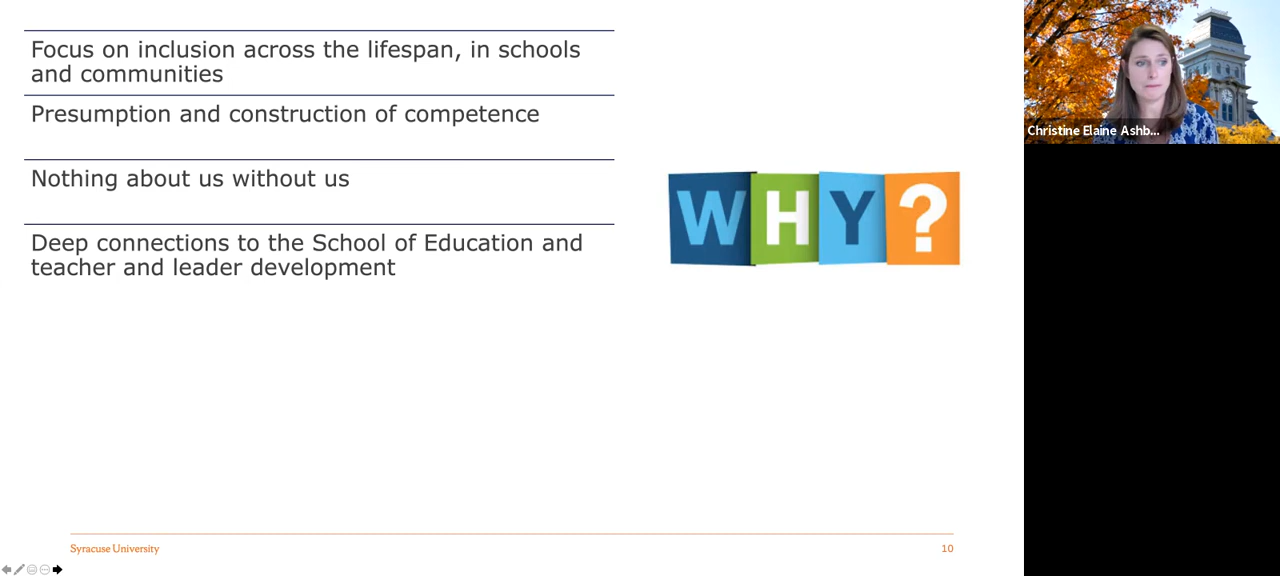 Focus on inclusion across the lifespan, in schools
and communities
Presumption and construction of competence
Nothing about us without us
Deep connections to the School of Education and
teacher and leader development
WHY?
Christine Elaine Ashb...
Syracuse University
10